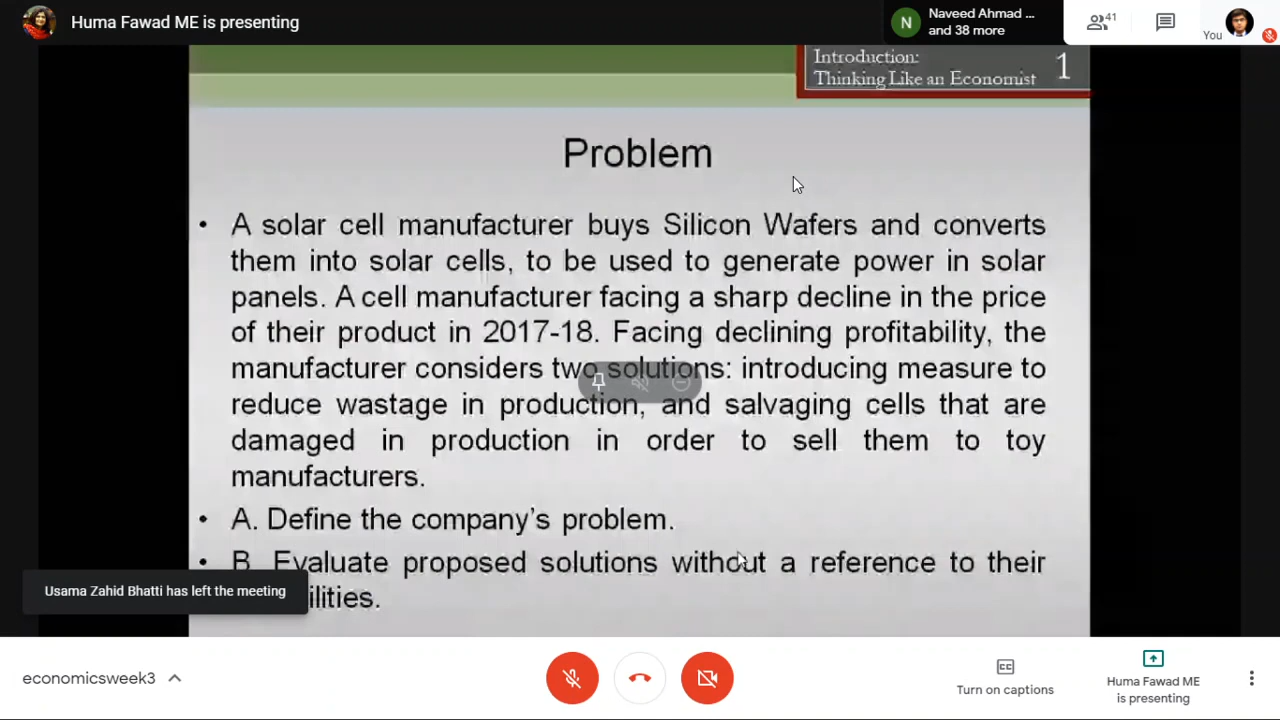 Huma Fawad ME is presenting
N
Naveed Ahmad ...
and 38 more
41
You
Introduction:
Thinking Like an Economist
1
Problem
• A solar cell manufacturer buys Silicon Wafers and converts
them into solar cells, to be used to generate power in solar
panels. A cell manufacturer facing a sharp decline in the price
of their product in 2017-18. Facing declining profitability, the
manufacturer considers two solutions: introducing measure to
reduce wastage in production, and salvaging cells that are
damaged in production in order to sell them to toy
manufacturers.
• A. Define the company's problem.
• B. Evaluate proposed solutions without a reference to their
ilities.
Usama Zahid Bhatti has left the meeting
economicsweek3
CC
Turn on captions
Huma Fawad ME
is presenting